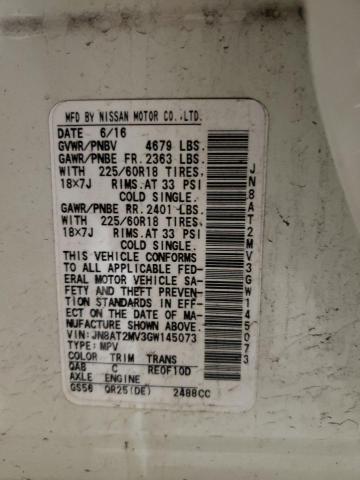 MFD BY NISSAN MOTOR CO.,LTD.
DATE 6/16
GVWR/PNBV 4679 LBS.
GAWR/PNBE FR. 2363 LBS.
WITH 225/60R18 TIRES,
18x7J RIMS.AT 33 PSI
COLD SINGLE.
GAWR/PNBE RR. 2401 LBS.
WITH 225/60R18 TIRES,
18x7J RIMS.AT 33 PSI
COLD SINGLE.
THIS VEHICLE CONFORMS
TO ALL APPLICABLE FED-
ERAL MOTOR VEHICLE SA-
FETY AND THEFT PREVENT-
ION STANDARDS IN EFF-
ECT ON THE DATE OF MA-
NUFACTURE SHOWN ABOVE.
VIN: JN8AT2MV3GW145073
TYPE: MPV
COLOR TRIM TRANS
QAB C RE0F10D
AXLE ENGINE
GS56 QR25(DE) 2488CC
JN8AT2MV3GW145073